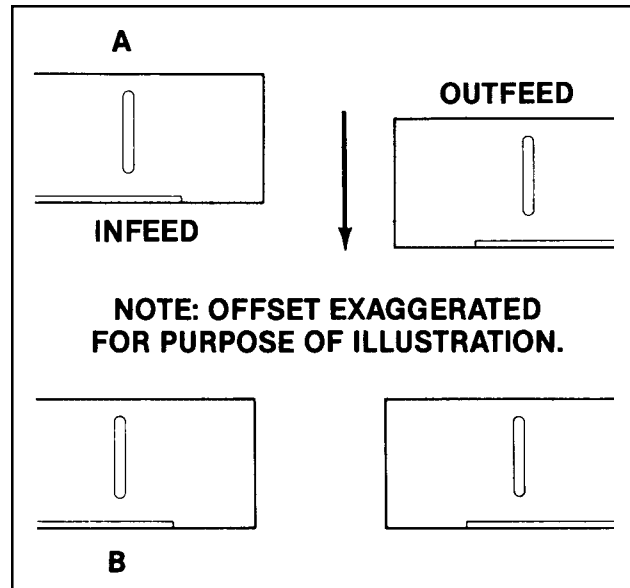 A
OUTFEED
INFEED
NOTE: OFFSET EXAGGERATED
FOR PURPOSE OF ILLUSTRATION.
B